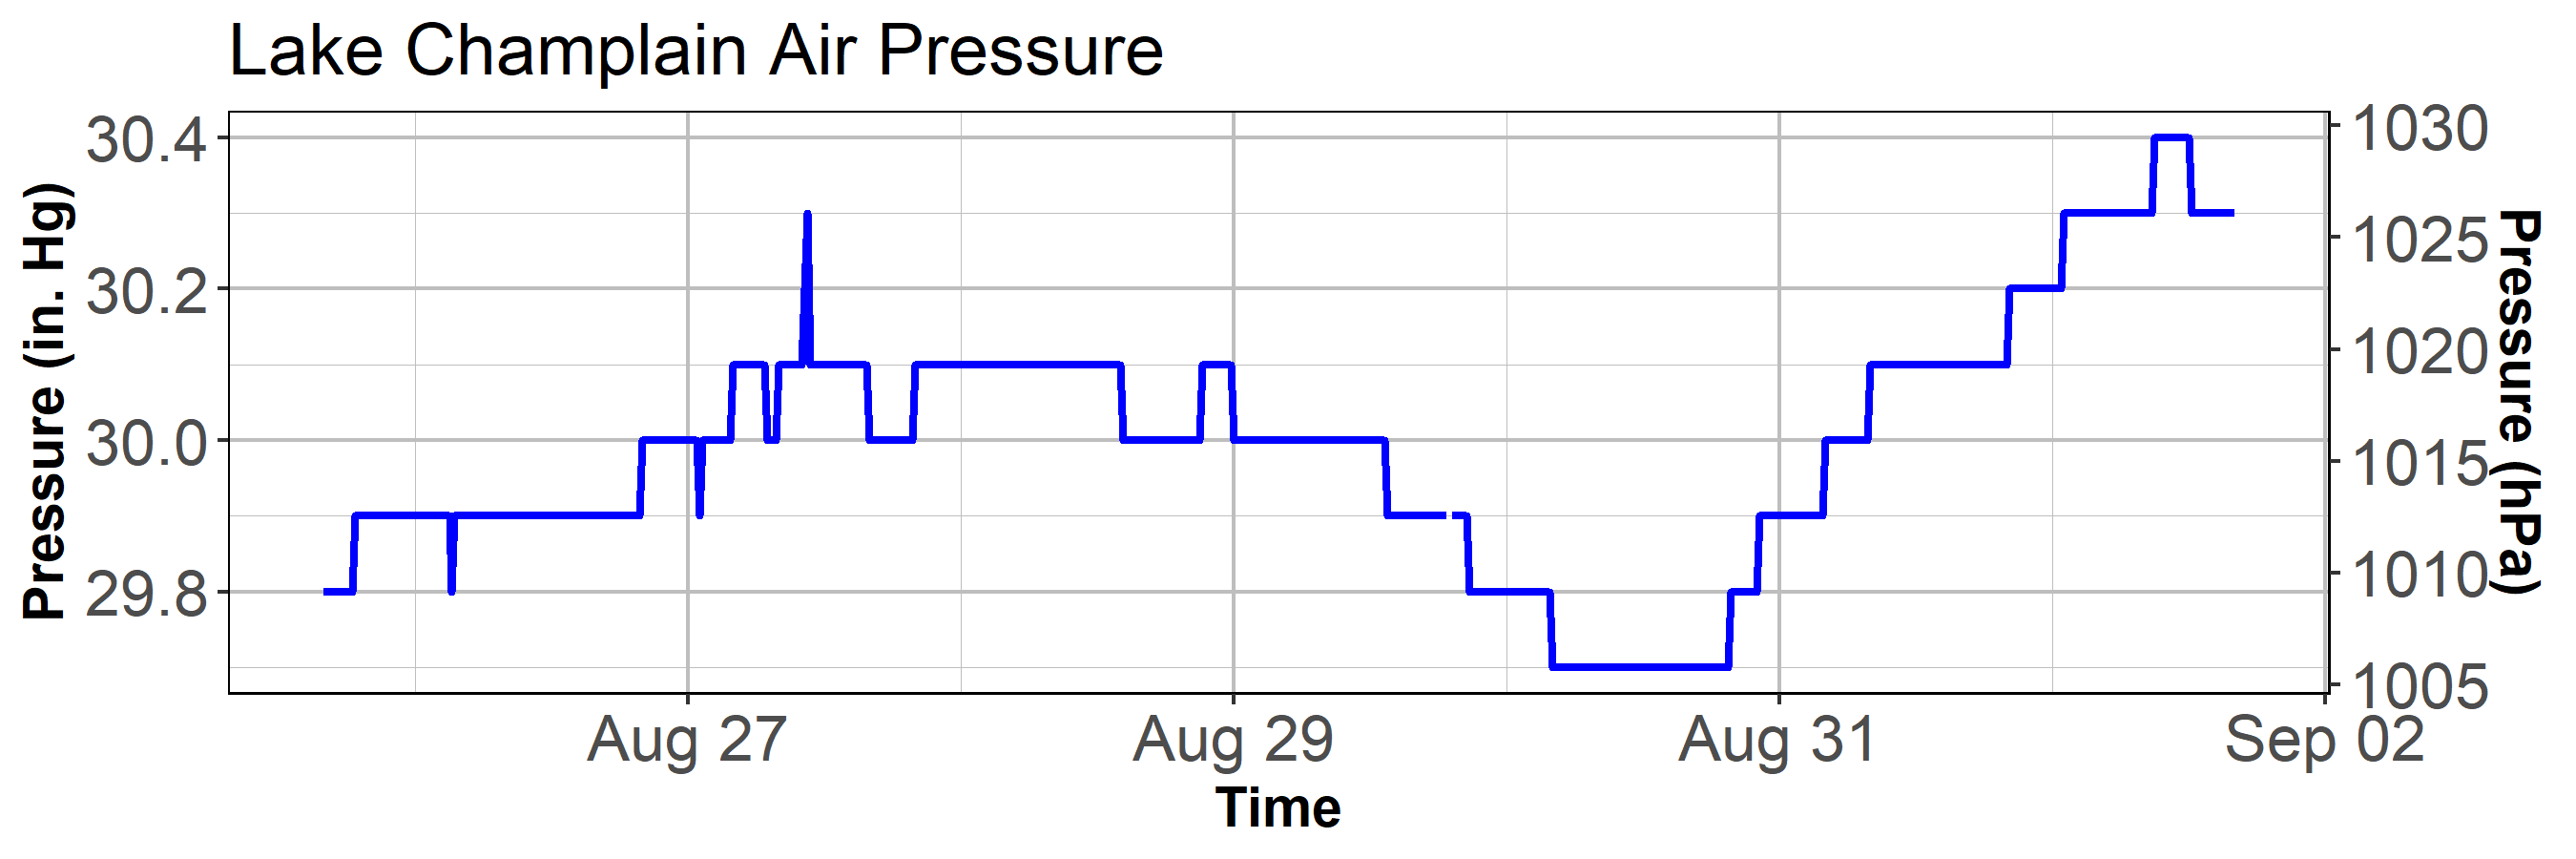 Lake Champlain Air Pressure
Pressure (in. Hg)
30.4
30.2
30.0
29.8
1030
1025
1020
1015
1010
1005
Pressure (hPa)
Aug 27 Aug 29 Aug 31 Sep 02
Time